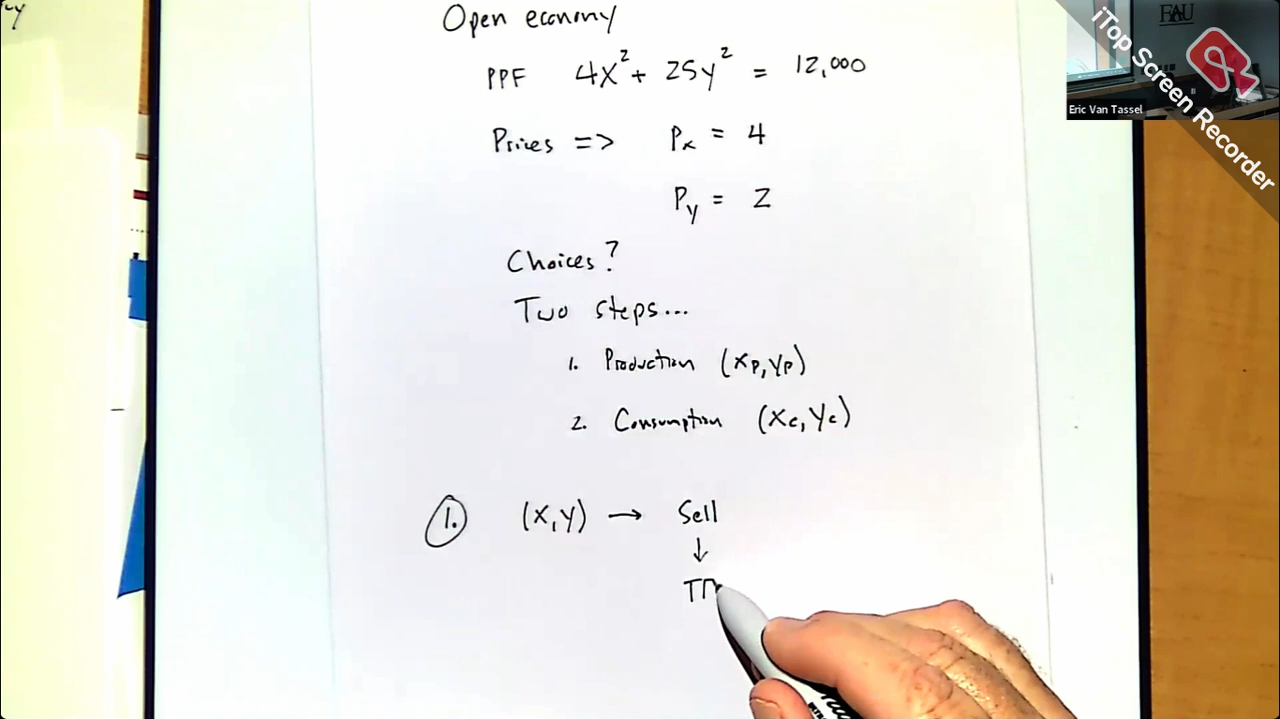 y
Open economy
PPF 4X² + 25y² = 12,000
Prices => Px = 4
Py = 2
Choices?
Two steps...
1. Production (Xp, Yp)
2. Consumption (Xc, Yc)
1. (X, Y) → Sell
↓
FAU
Eric Van Tassel
iTop Screen Recorder